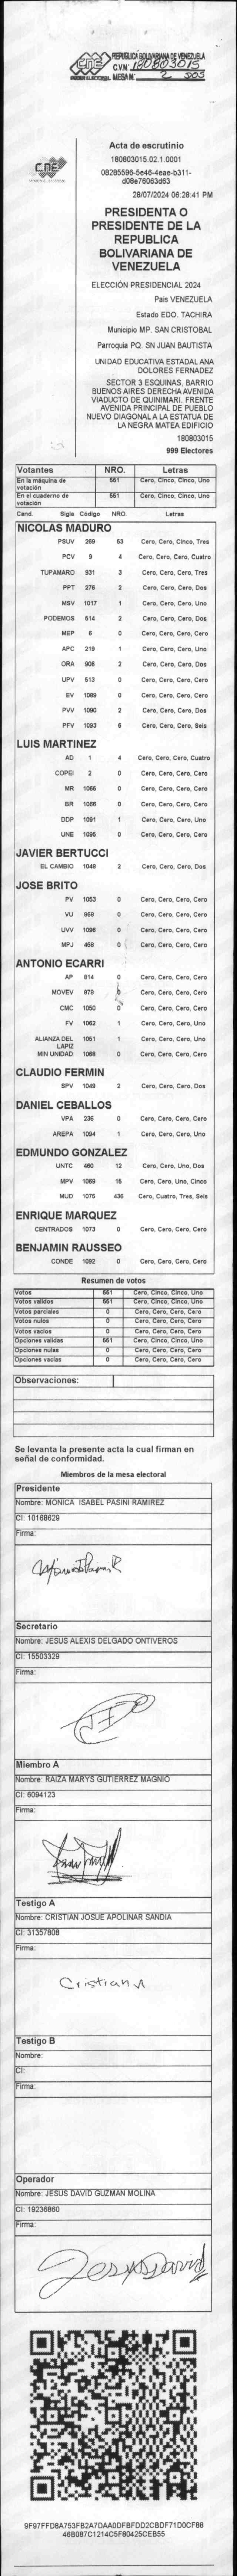 CNE
PODER ELECTORAL
REPÚBLICA BOLIVARIANA DE VENEZUELA
C.V.Nº. 180803015
MESA Nº. 2
CNE
Acta de escrutinio
180803015.02.1.0001
28/07/2024 06:28:41 PM
PRESIDENTA O
PRESIDENTE DE LA
REPUBLICA
BOLIVARIANA DE
VENEZUELA
ELECCIÓN PRESIDENCIAL 2024
País VENEZUELA
Estado EDO. TACHIRA
Municipio MP. SAN CRISTOBAL
Parroquia PQ. SN JUAN BAUTISTA
UNIDAD EDUCATIVA ESTADAL ANA
DOLORES FERNADEZ
SECTOR 3 ESQUINAS, BARRIO
BUENOS AIRES DERECHA AVENIDA
VIADUCTO DE QUINIMARI. FRENTE
AVENIDA PRINCIPAL DE PUEBLO
NUEVO DIAGONAL A LA ESTATUA DE
LA NEGRA MATEA EDIFICIO
180803015
999 Electores
Votantes NRO. Letras
En la máquina de votación 551 Cero, Cinco, Cinco, Uno
En el cuaderno de votación 551 Cero, Cinco, Cinco, Uno
Cand. Sigla Código NRO. Letras
NICOLAS MADURO
PSUV 269 53 Cero, Cero, Cinco, Tres
PCV 9 4 Cero, Cero, Cero, Cuatro
TUPAMARO 931 3 Cero, Cero, Cero, Tres
PPT 276 2 Cero, Cero, Cero, Dos
MSV 1017 1 Cero, Cero, Cero, Uno
PODEMOS 514 2 Cero, Cero, Cero, Dos
MEP 6 0 Cero, Cero, Cero, Cero
APC 219 1 Cero, Cero, Cero, Uno
ORA 906 2 Cero, Cero, Cero, Dos
UPV 513 0 Cero, Cero, Cero, Cero
EV 1089 0 Cero, Cero, Cero, Cero
PVV 1090 2 Cero, Cero, Cero, Dos
PFV 1093 6 Cero, Cero, Cero, Seis
LUIS MARTINEZ
AD 1 4 Cero, Cero, Cero, Cuatro
COPEI 2 0 Cero, Cero, Cero, Cero
MR 1065 0 Cero, Cero, Cero, Cero
BR 1066 0 Cero, Cero, Cero, Cero
DDP 1091 1 Cero, Cero, Cero, Uno
UNE 1095 0 Cero, Cero, Cero, Cero
JAVIER BERTUCCI
EL CAMBIO 1048 2 Cero, Cero, Cero, Dos
JOSE BRITO
PV 1053 0 Cero, Cero, Cero, Cero
VU 868 0 Cero, Cero, Cero, Cero
UVV 1096 0 Cero, Cero, Cero, Cero
MPJ 458 0 Cero, Cero, Cero, Cero
ANTONIO ECARRI
AP 814 0 Cero, Cero, Cero, Cero
MOVEV 879 0 Cero, Cero, Cero, Cero
CMC 1050 0 Cero, Cero, Cero, Cero
FV 1062 1 Cero, Cero, Cero, Uno
ALIANZA DEL LAPIZ 1051 1 Cero, Cero, Cero, Uno
MIN UNIDAD 1068 0 Cero, Cero, Cero, Cero
CLAUDIO FERMIN
SPV 1049 2 Cero, Cero, Cero, Dos
DANIEL CEBALLOS
VPA 236 0 Cero, Cero, Cero, Cero
AREPA 1094 1 Cero, Cero, Cero, Uno
EDMUNDO GONZALEZ
UNTC 460 12 Cero, Cero, Uno, Dos
MPV 1069 15 Cero, Cero, Uno, Cinco
MUD 1075 436 Cero, Cuatro, Tres, Seis
ENRIQUE MARQUEZ
CENTRADOS 1073 0 Cero, Cero, Cero, Cero
BENJAMIN RAUSSEO
CONDE 1092 0 Cero, Cero, Cero, Cero
Resumen de votos
Votos 551 Cero, Cinco, Cinco, Uno
Votos validos 551 Cero, Cinco, Cinco, Uno
Votos parciales 0 Cero, Cero, Cero, Cero
Votos nulos 0 Cero, Cero, Cero, Cero
Votos vacios 0 Cero, Cero, Cero, Cero
Opciones validas 551 Cero, Cinco, Cinco, Uno
Opciones nulas 0 Cero, Cero, Cero, Cero
Opciones vacias 0 Cero, Cero, Cero, Cero
Observaciones:
Se levanta la presente acta la cual firman en
señal de conformidad.
Miembros de la mesa electoral
Presidente
Nombre: MONICA ISABEL PASINI RAMIREZ
CI: 10168629
Firma:
Secretario
Nombre: JESUS ALEXIS DELGADO ONTIVEROS
CI: 15503329
Firma:
Miembro A
Nombre: RAIZA MARYS GUTIERREZ MAGNIO
CI: 6094123
Firma:
Testigo A
Nombre: CRISTIAN JOSUE APOLINAR SANDIA
CI: 31357808
Firma:
Cristian A
Testigo B
Nombre:
CI:
Firma:
Operador
Nombre: JESUS DAVID GUZMAN MOLINA
CI: 19236860
Firma:
Jesus David
9F97FFD8A753FB2A7DAA0DFBFDD2CBDF71D0CF88
46B087C1214C5F80425CEB55